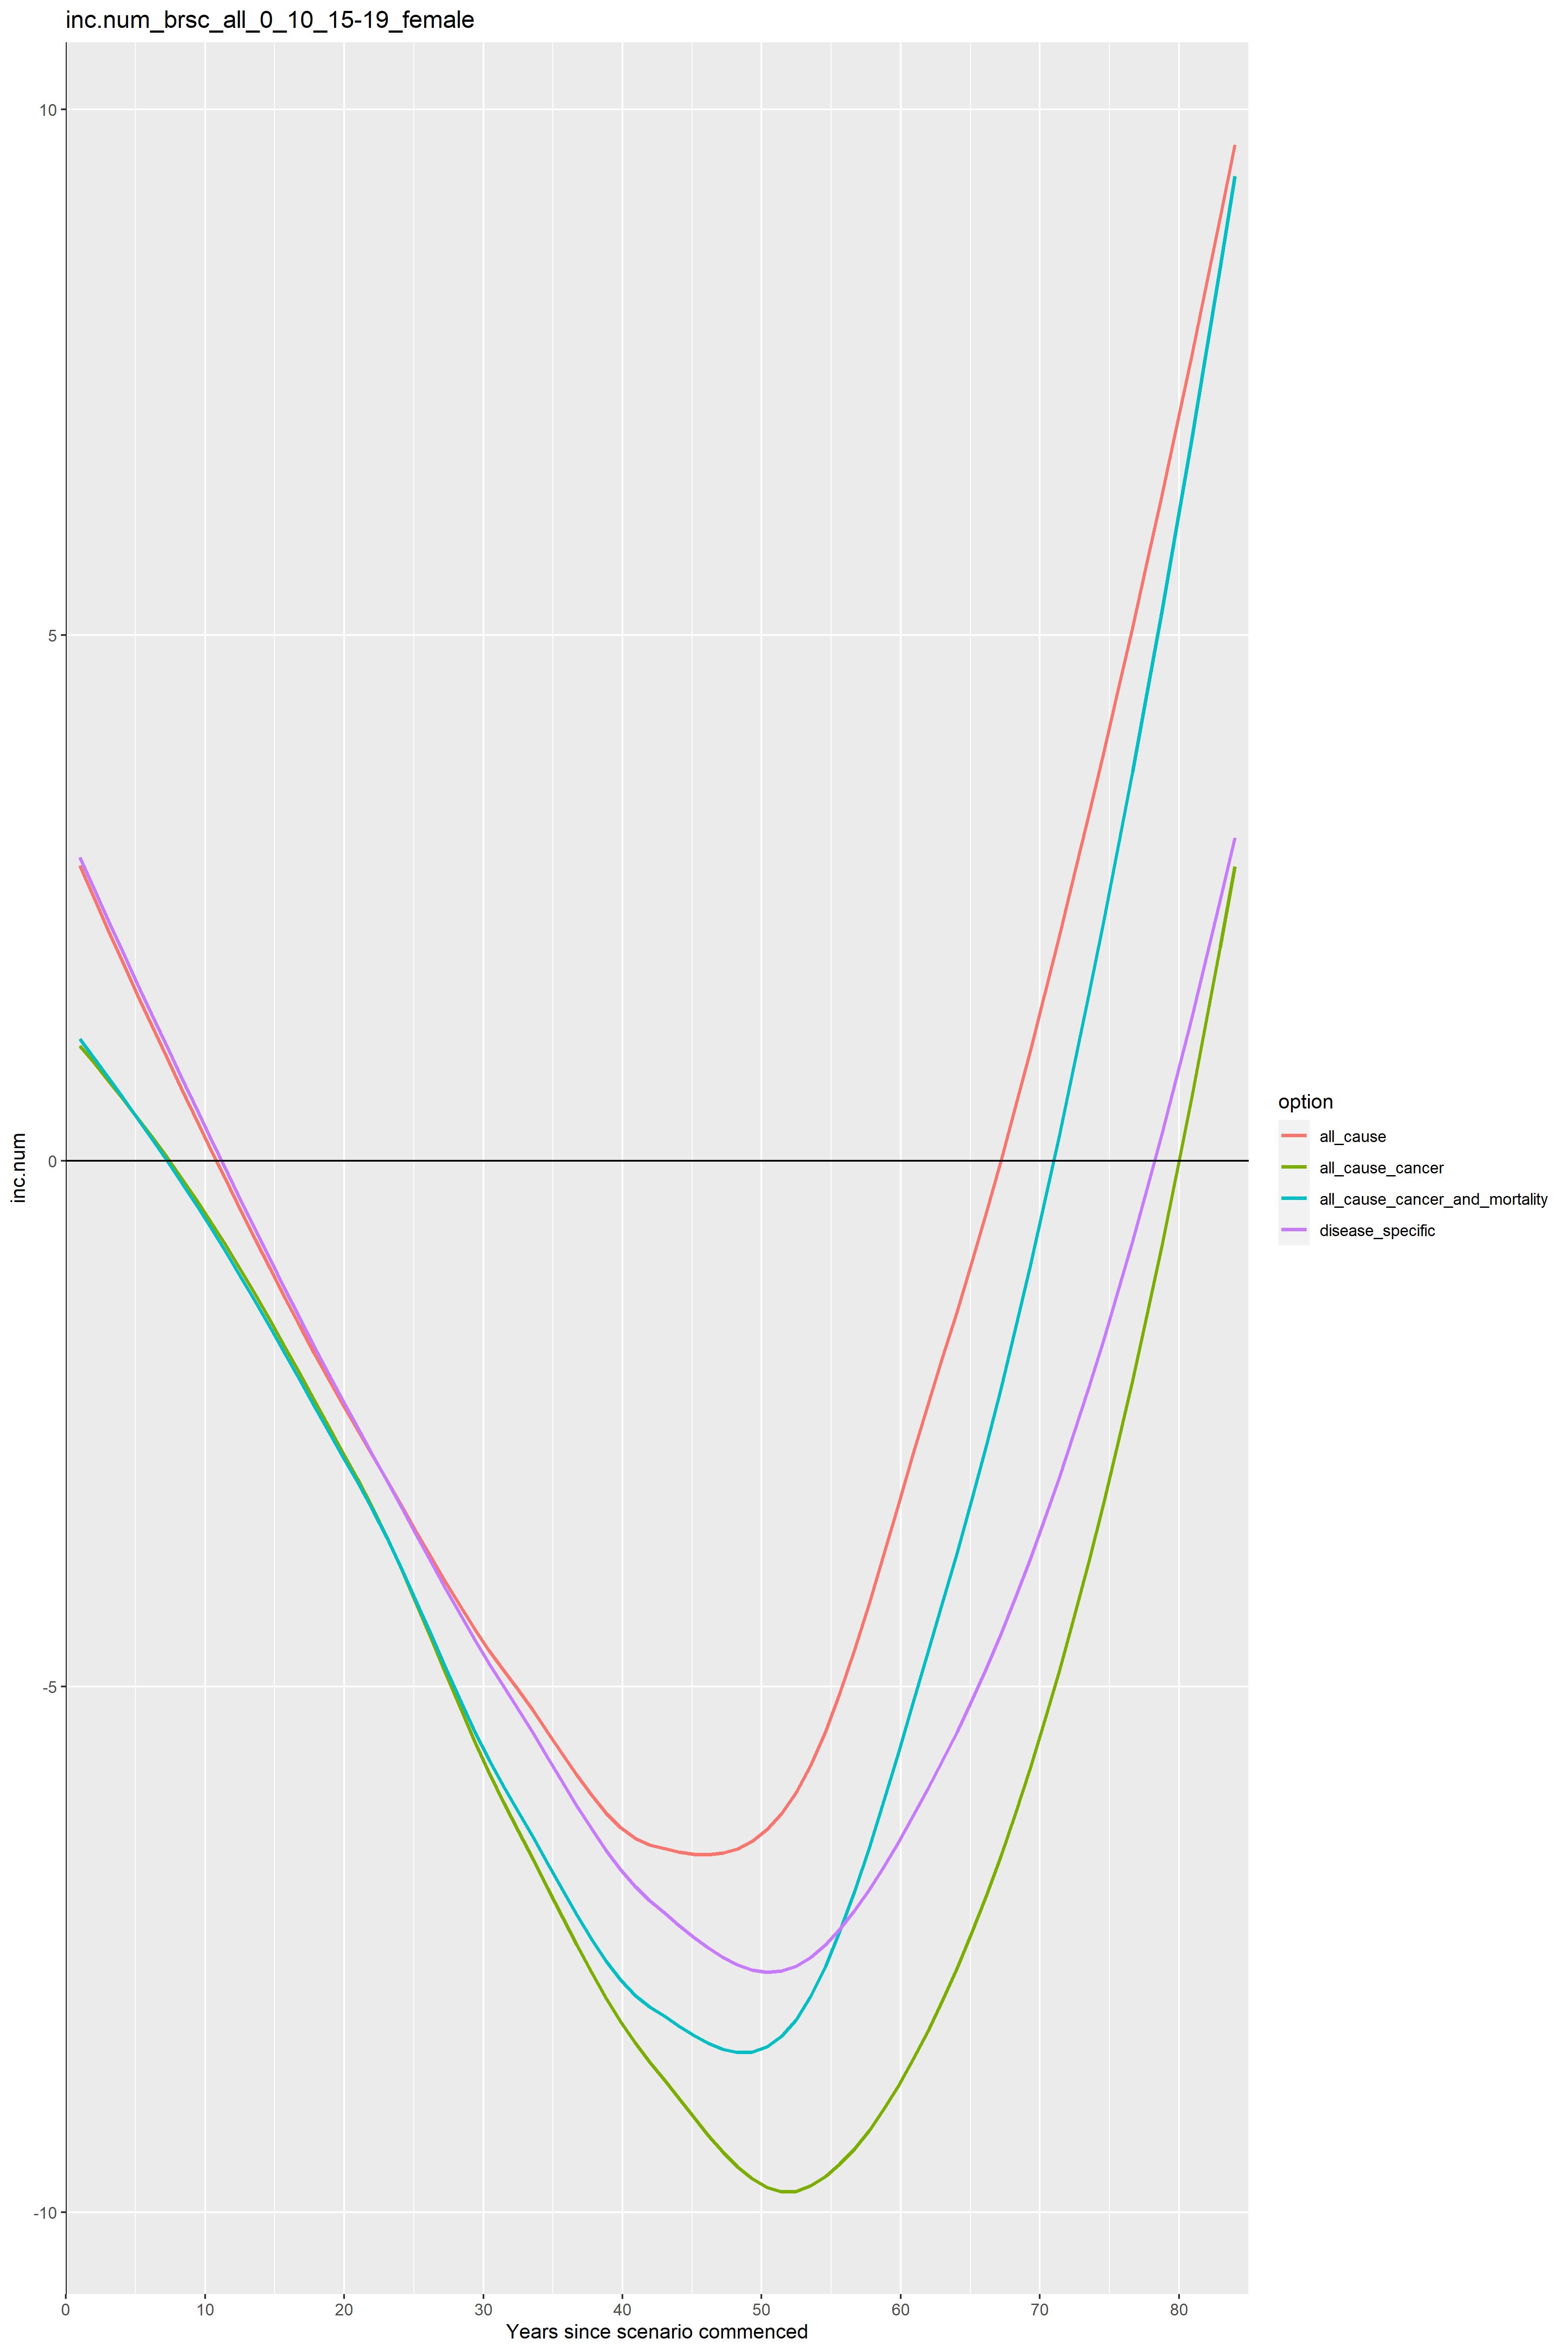 inc.num_brsc_all_0_10_15-19_female
10
5
0
-5
-10
inc.num
0 10 20 30 40 50 60 70 80
Years since scenario commenced
option
all_cause
all_cause_cancer
all_cause_cancer_and_mortality
disease_specific